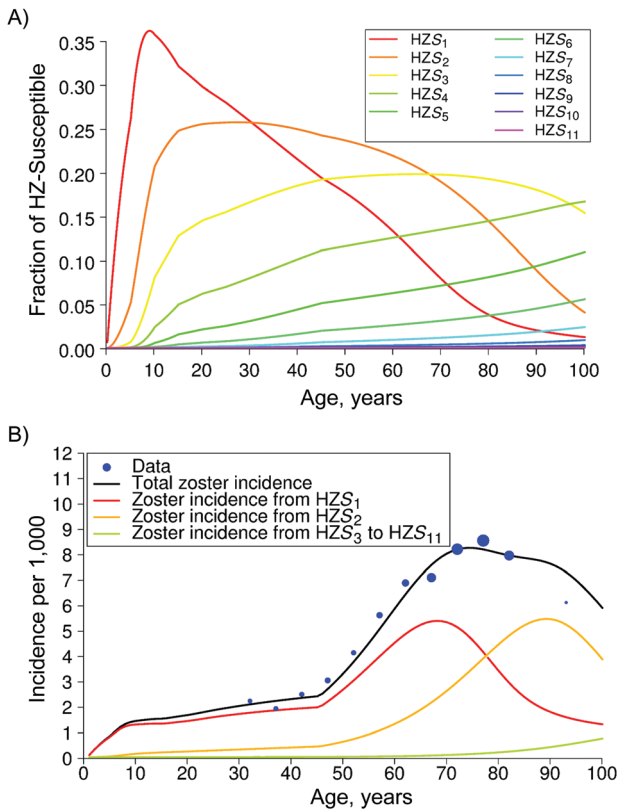 A)
Fraction of HZ-Susceptible
0.35
0.30
0.25
0.20
0.15
0.10
0.05
0.00
HZS1
HZS2
HZS3
HZS4
HZS5
HZS6
HZS7
HZS8
HZS9
HZS10
HZS11
0 10 20 30 40 50 60 70 80 90 100
Age, years
B)
Incidence per 1,000
12
11
10
9
8
7
6
5
4
3
2
1
0
Data
Total zoster incidence
Zoster incidence from HZS1
Zoster incidence from HZS2
Zoster incidence from HZS3 to HZS11
0 10 20 30 40 50 60 70 80 90 100
Age, years